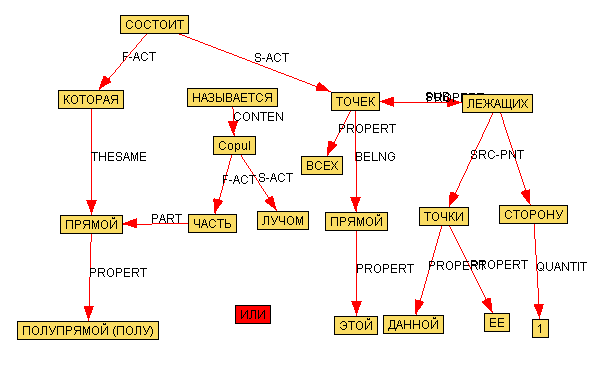 СОСТОИТ
F-ACT
S-ACT
КОТОРАЯ
НАЗЫВАЕТСЯ
ТОЧЕК
PROPERT
ЛЕЖАЩИХ
CONTEN
PROPERT
THESAME
Copul
ВСЕХ
BELNG
SRC-PNT
F-ACT
S-ACT
ПРЯМОЙ
PART
ЧАСТЬ
ЛУЧОМ
ПРЯМОЙ
ТОЧКИ
СТОРОНУ
PROPERT
PROPERT
PROPERT
PROPERT
QUANTIT
ПОЛУПРЯМОЙ (ПОЛУ)
ИЛИ
ЭТОЙ
ДАННОЙ
ЕЕ
1